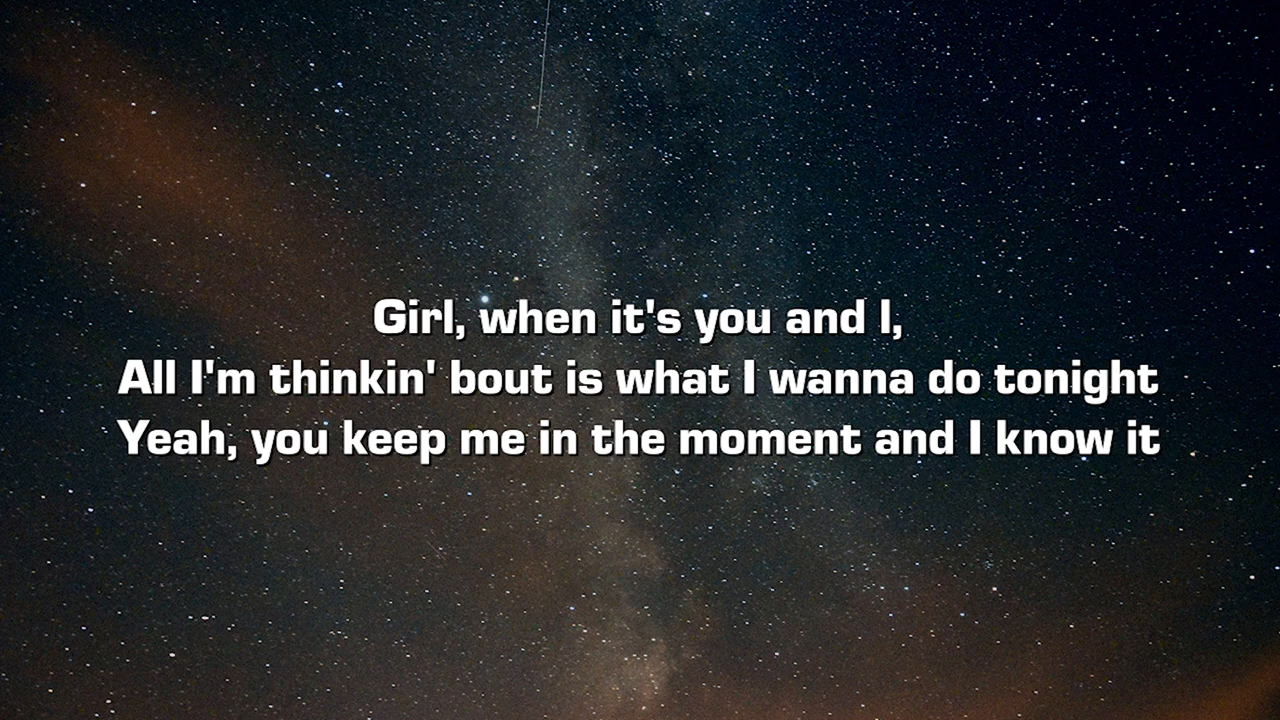 Girl, when it's you and I,
All I'm thinkin' bout is what I wanna do tonight
Yeah, you keep me in the moment and I know it